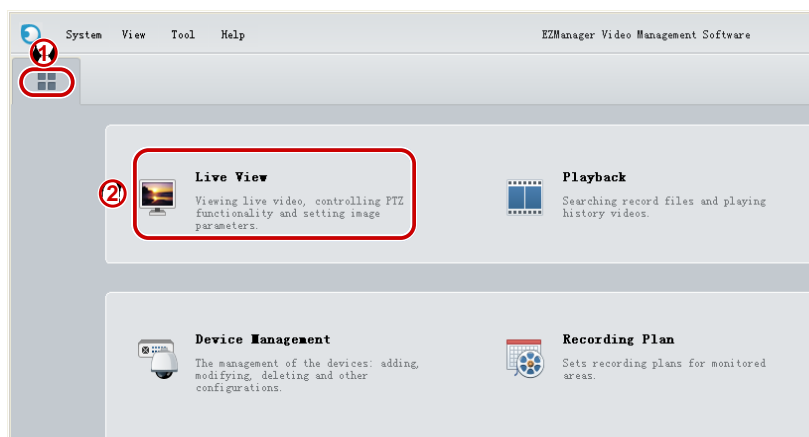 System View Tool Help EZManager Video Management Software
1
2
Live View
Viewing live video, controlling PTZ
functionality and setting image
parameters.
Playback
Searching record files and playing
history videos.
Device Management
The management of the devices: adding,
modifying, deleting and other
configurations.
Recording Plan
Sets recording plans for monitored
areas.